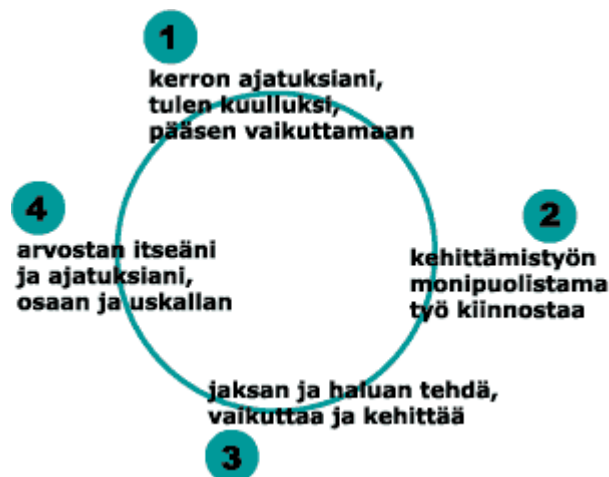 1
kerron ajatuksiani,
tulen kuulluksi,
pääsen vaikuttamaan
2
kehittämistyön
monipuolistama
työ kiinnostaa
3
jaksan ja haluan tehdä,
vaikuttaa ja kehittää
4
arvostan itseäni
ja ajatuksiani,
osaan ja uskallan